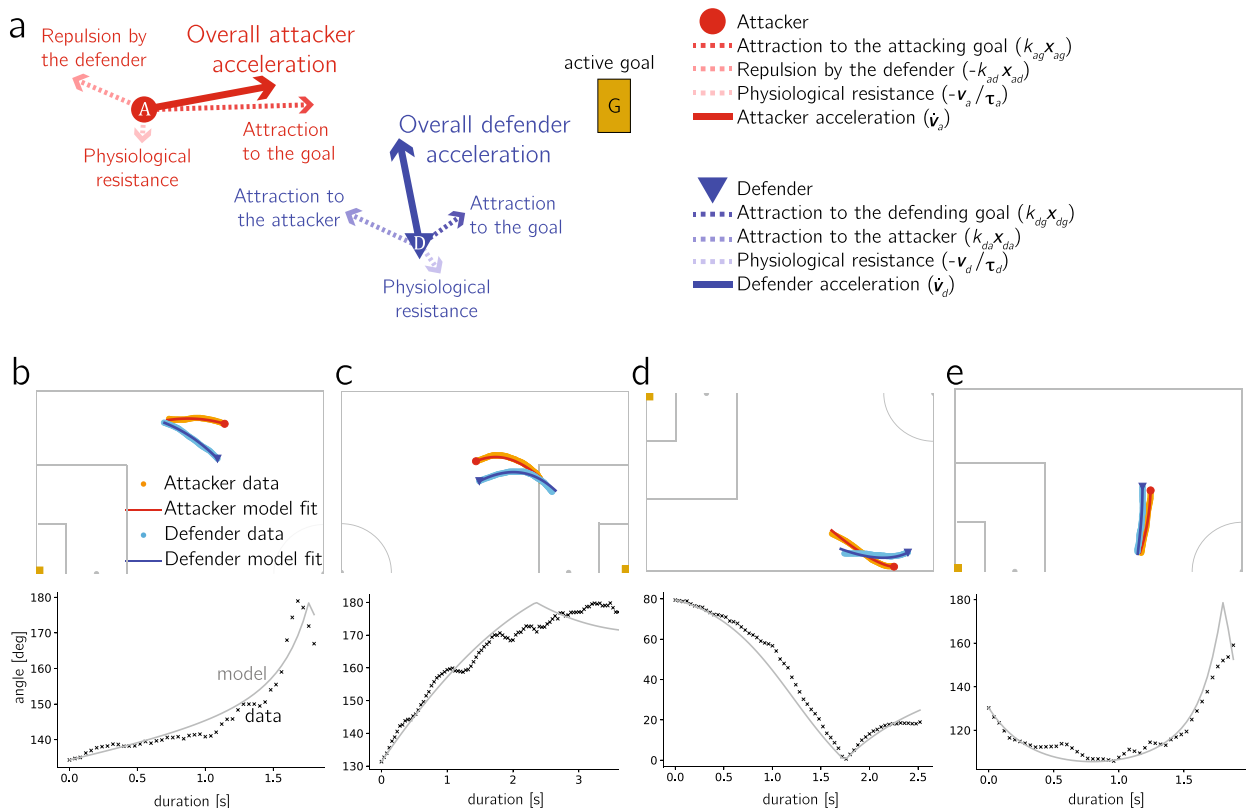 a
Repulsion by
the defender
Overall attacker
acceleration
A
Physiological
resistance
Attraction
to the goal
active goal
G
Overall defender
acceleration
Attraction to
the attacker
Attraction
to the goal
D
Physiological
resistance
Attacker
Attraction to the attacking goal (k_ag x_ag)
Repulsion by the defender (-k_ad x_ad)
Physiological resistance (-v_a/τ_a)
Attacker acceleration (v̇_a)
Defender
Attraction to the defending goal (k_dg x_dg)
Attraction to the attacker (k_da x_da)
Physiological resistance (-v_d/τ_d)
Defender acceleration (v̇_d)
b
Attacker data
Attacker model fit
Defender data
Defender model fit
c
d
e
angle [deg]
180
170
160
150
140
model
data
0.0 0.5 1.0 1.5
duration [s]
180
170
160
150
140
130
0 1 2 3
duration [s]
80
60
40
20
0
0.0 0.5 1.0 1.5 2.0 2.5
duration [s]
180
160
140
120
0.0 0.5 1.0 1.5
duration [s]